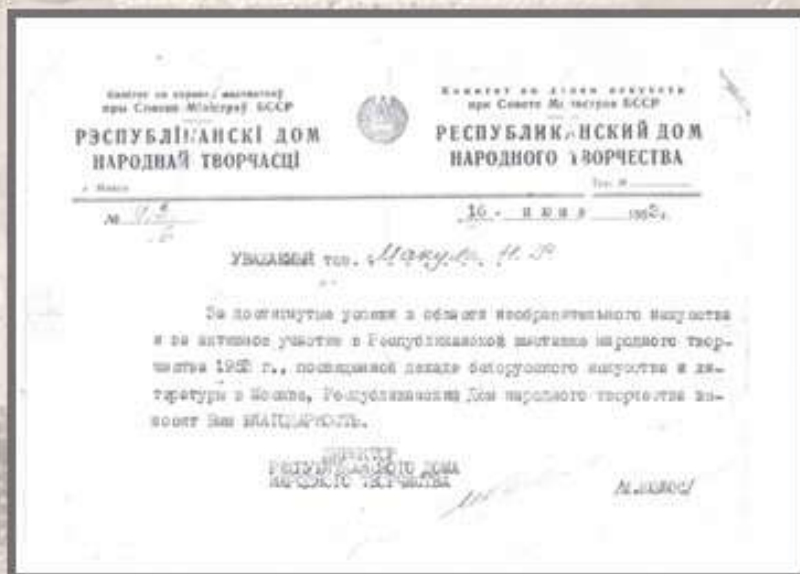 Камітэт па справах мастацтваў
пры Савеце Міністраў БССР
РЭСПУБЛІКАНСКІ ДОМ
НАРОДНАЙ ТВОРЧАСЦІ
г. Минск
Комитет по делам искусств
при Совете Министров БССР
РЕСПУБЛИКАНСКИЙ ДОМ
НАРОДНОГО ТВОРЧЕСТВА
Тел. №
№
16 - июня 195
УВАЖАЕМЫЙ тов.
За достигнутые успехи в области изобразительного искусства
и за активное участие в Республиканской выставке народного твор-
чества г., посвященной декаде белорусского искусства и ли-
тературы в Москве, Республиканский Дом народного творчества вы-
носит Вам БЛАГОДАРНОСТЬ.
ДИРЕКТОР
РЕСПУБЛИКАНСКОГО ДОМА
НАРОДНОГО ТВОРЧЕСТВА